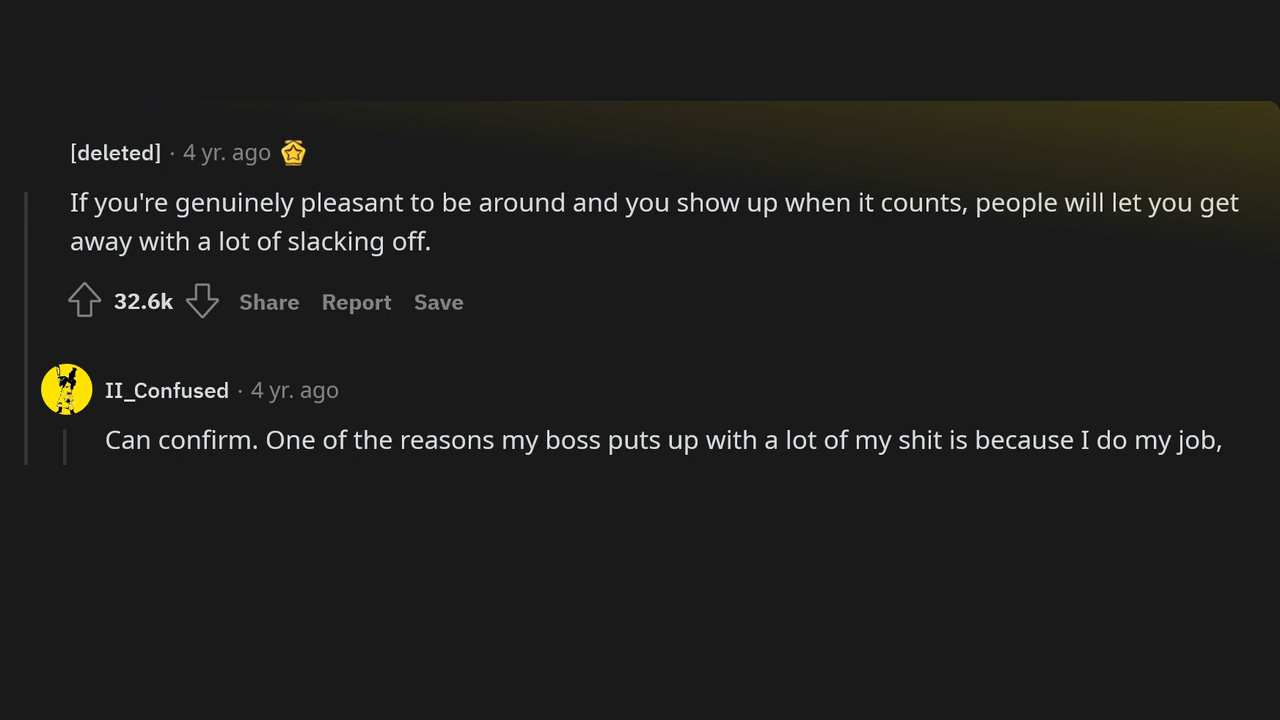 [deleted] · 4 yr. ago
If you're genuinely pleasant to be around and you show up when it counts, people will let you get
away with a lot of slacking off.
32.6k Share Report Save
II_Confused · 4 yr. ago
Can confirm. One of the reasons my boss puts up with a lot of my shit is because I do my job,